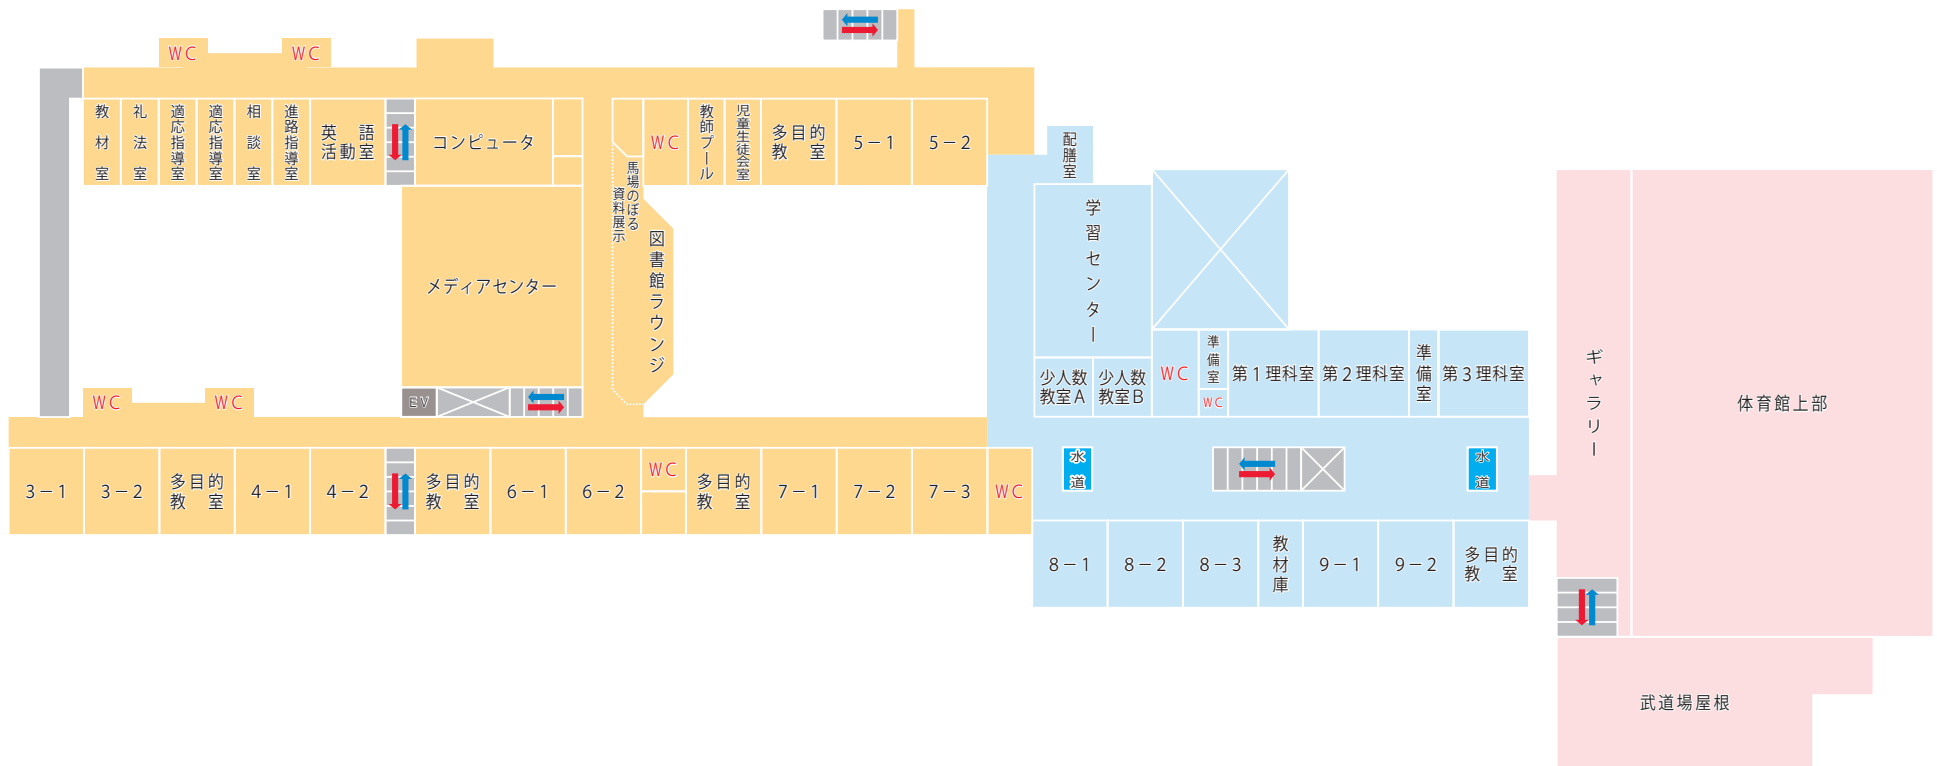 WC
WC
教材室
礼法室
適応指導室
適応指導室
相談室
進路指導室
英語
活動室
コンピュータ
WC
教師プール
児童生徒会室
多目的
教室
5－1
5－2
配膳室
馬場のぼる
資料展示
図書館ラウンジ
メディアセンター
学習センター
少人数
教室A
少人数
教室B
WC
準備室
WC
第1理科室
第2理科室
準備室
第3理科室
ギャラリー
体育館上部
WC
WC
EV
3－1
3－2
多目的
教室
4－1
4－2
多目的
教室
6－1
6－2
WC
多目的
教室
7－1
7－2
7－3
WC
水道
水道
8－1
8－2
8－3
教材庫
9－1
9－2
多目的
教室
武道場屋根